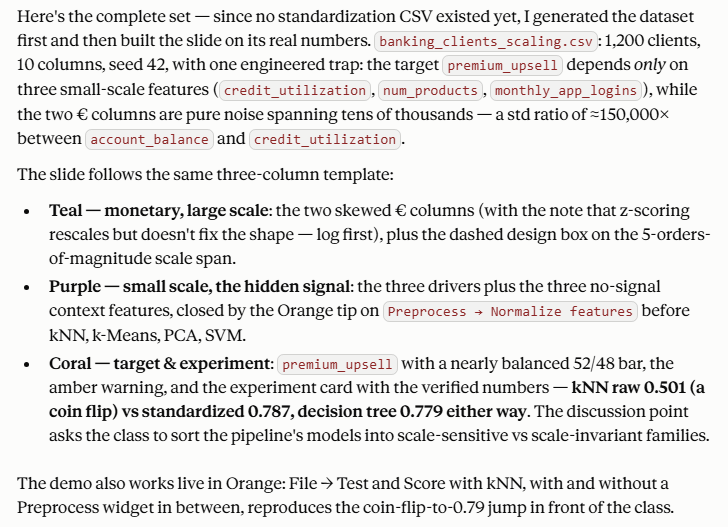 Here's the complete set — since no standardization CSV existed yet, I generated the dataset
first and then built the slide on its real numbers. banking_clients_scaling.csv: 1,200 clients,
10 columns, seed 42, with one engineered trap: the target premium_upsell depends only on
three small-scale features (credit_utilization, num_products, monthly_app_logins), while
the two € columns are pure noise spanning tens of thousands — a std ratio of ≈150,000×
between account_balance and credit_utilization.
The slide follows the same three-column template:
• Teal — monetary, large scale: the two skewed € columns (with the note that z-scoring
rescales but doesn't fix the shape — log first), plus the dashed design box on the 5-orders-
of-magnitude scale span.
• Purple — small scale, the hidden signal: the three drivers plus the three no-signal
context features, closed by the Orange tip on Preprocess → Normalize features before
kNN, k-Means, PCA, SVM.
• Coral — target & experiment: premium_upsell with a nearly balanced 52/48 bar, the
amber warning, and the experiment card with the verified numbers — kNN raw 0.501 (a
coin flip) vs standardized 0.787, decision tree 0.779 either way. The discussion point
asks the class to sort the pipeline's models into scale-sensitive vs scale-invariant families.
The demo also works live in Orange: File → Test and Score with kNN, with and without a
Preprocess widget in between, reproduces the coin-flip-to-0.79 jump in front of the class.